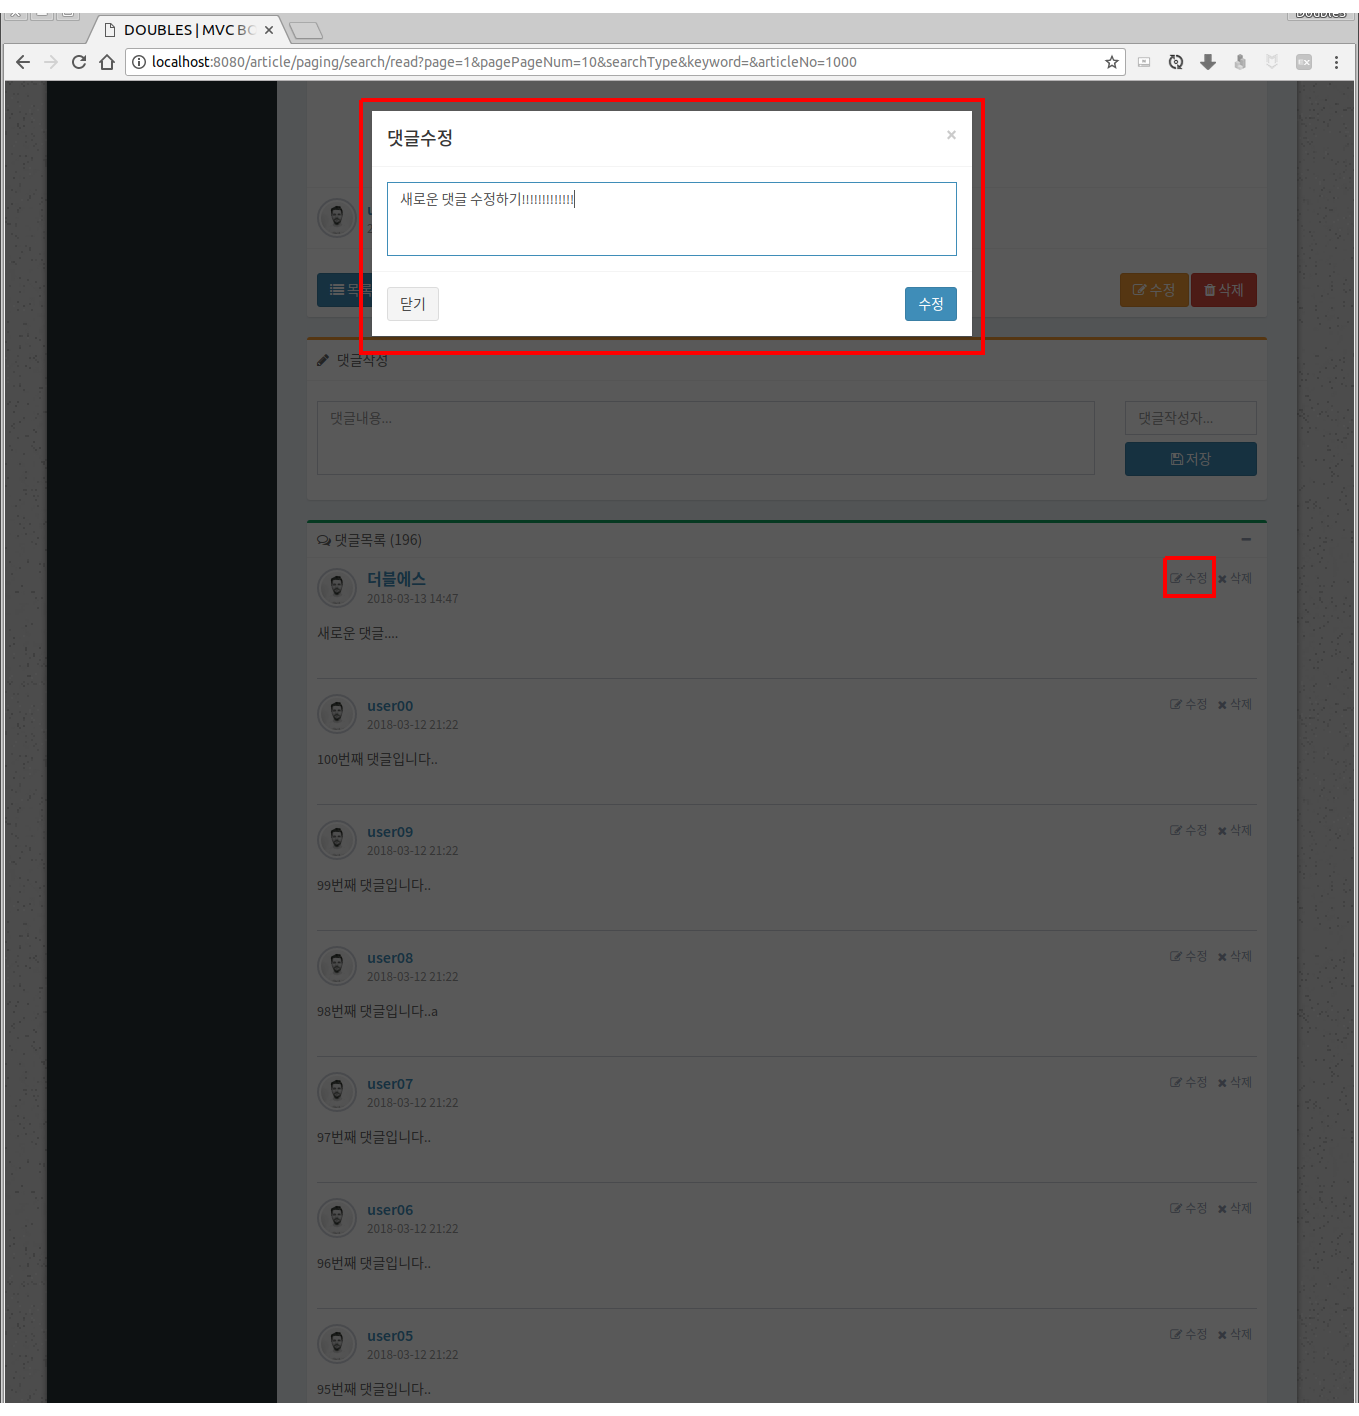 DOUBLES | MVC BO
localhost:8080/article/paging/search/read?page=1&pagePageNum=10&searchType&keyword=&articleNo=1000
댓글수정
×
새로운 댓글 수정하기!!!!!!!!!!!!!
닫기
수정
수정
삭제
댓글작성
댓글내용...
댓글작성자...
저장
댓글목록 (196)
더블에스
수정 삭제
2018-03-13 14:47
새로운 댓글....
user00
수정 삭제
2018-03-12 21:22
100번째 댓글입니다..
user09
수정 삭제
2018-03-12 21:22
99번째 댓글입니다..
user08
수정 삭제
2018-03-12 21:22
98번째 댓글입니다..a
user07
수정 삭제
2018-03-12 21:22
97번째 댓글입니다..
user06
수정 삭제
2018-03-12 21:22
96번째 댓글입니다..
user05
수정 삭제
2018-03-12 21:22
95번째 댓글입니다..